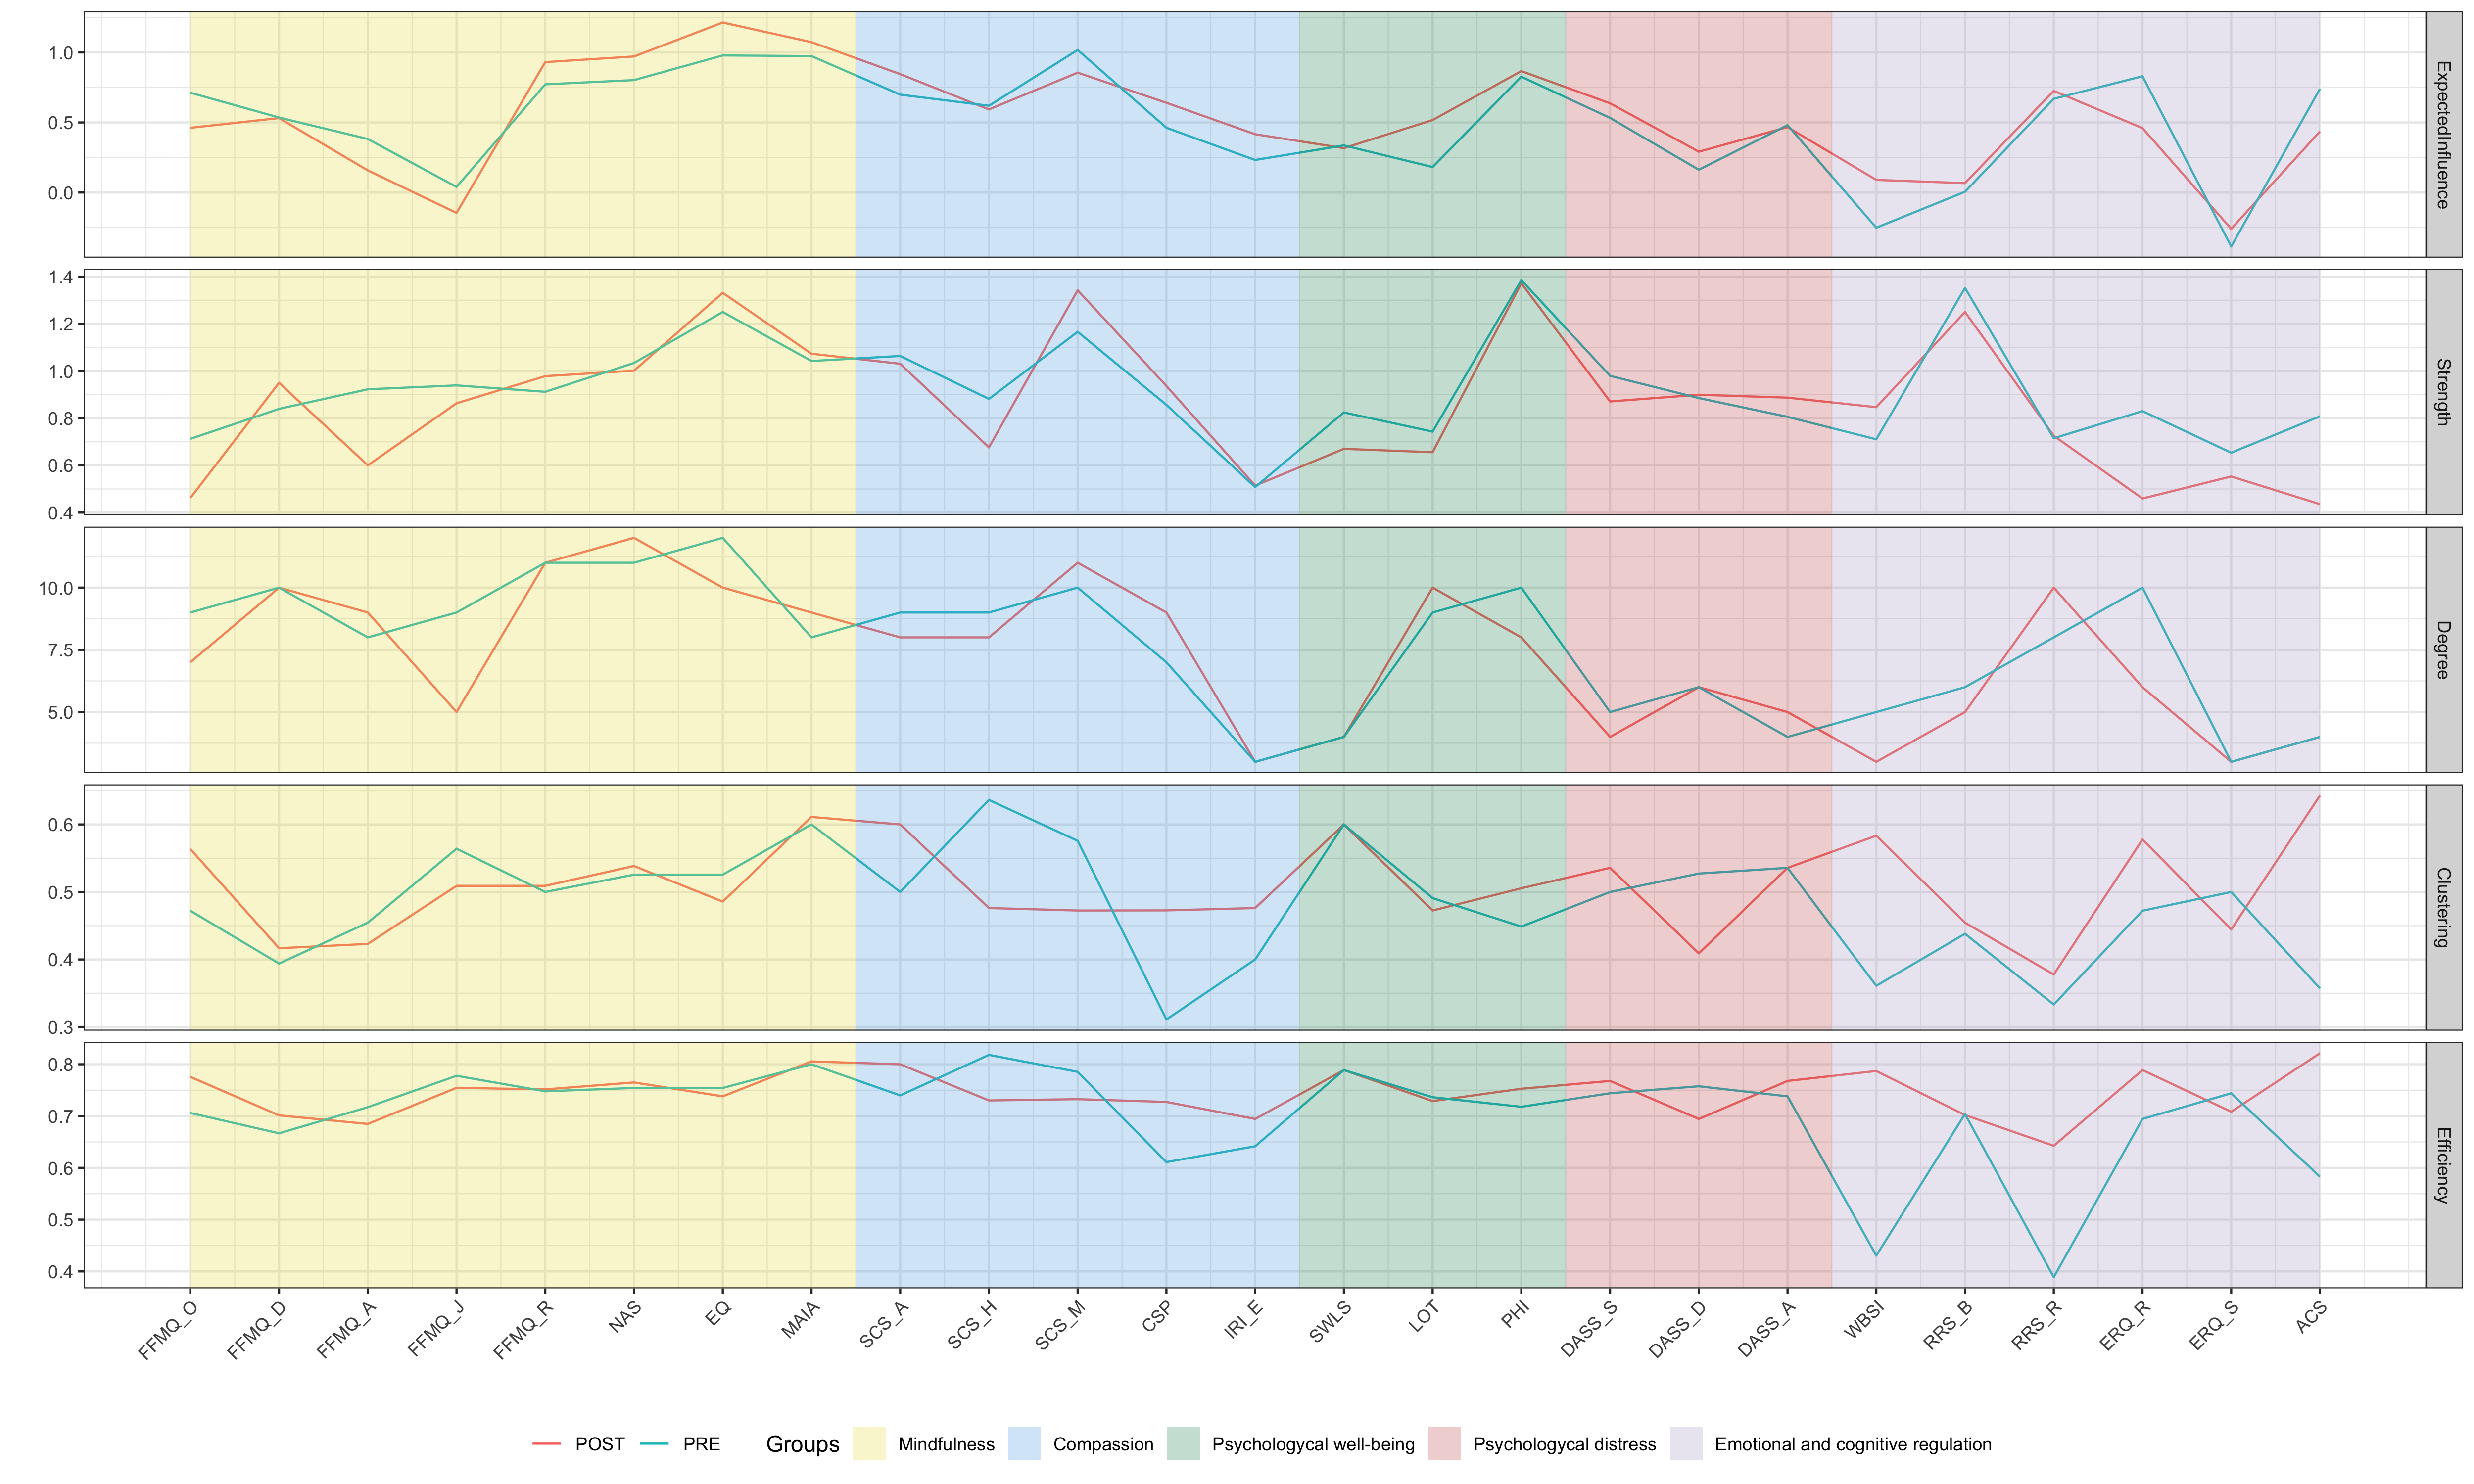 1.0
0.5
0.0
ExpectedInfluence
1.4
1.2
1.0
0.8
0.6
0.4
Strength
10.0
7.5
5.0
Degree
0.6
0.5
0.4
0.3
Clustering
0.8
0.7
0.6
0.5
0.4
Efficiency
FFMQ_O
FFMQ_D
FFMQ_A
FFMQ_J
FFMQ_R
NAS
EQ
MAIA
SCS_A
SCS_H
SCS_M
CSP
IRI_E
SWLS
LOT
PHI
DASS_S
DASS_D
DASS_A
WBSI
RRS_B
RRS_R
ERQ_R
ERQ_S
ACS
POST PRE Groups Mindfulness Compassion Psychologycal well-being Psychologycal distress Emotional and cognitive regulation